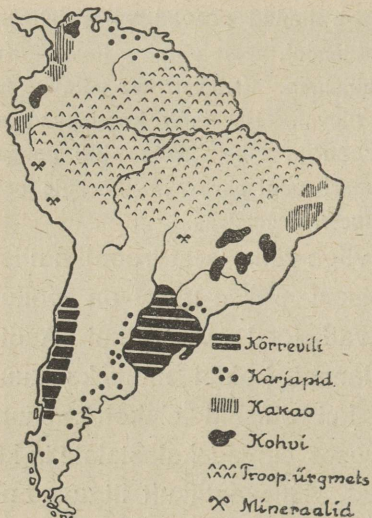 Kõrrevili
Karjapid.
Kakao
Kohvi
Troop. ürgmets
Mineraalid